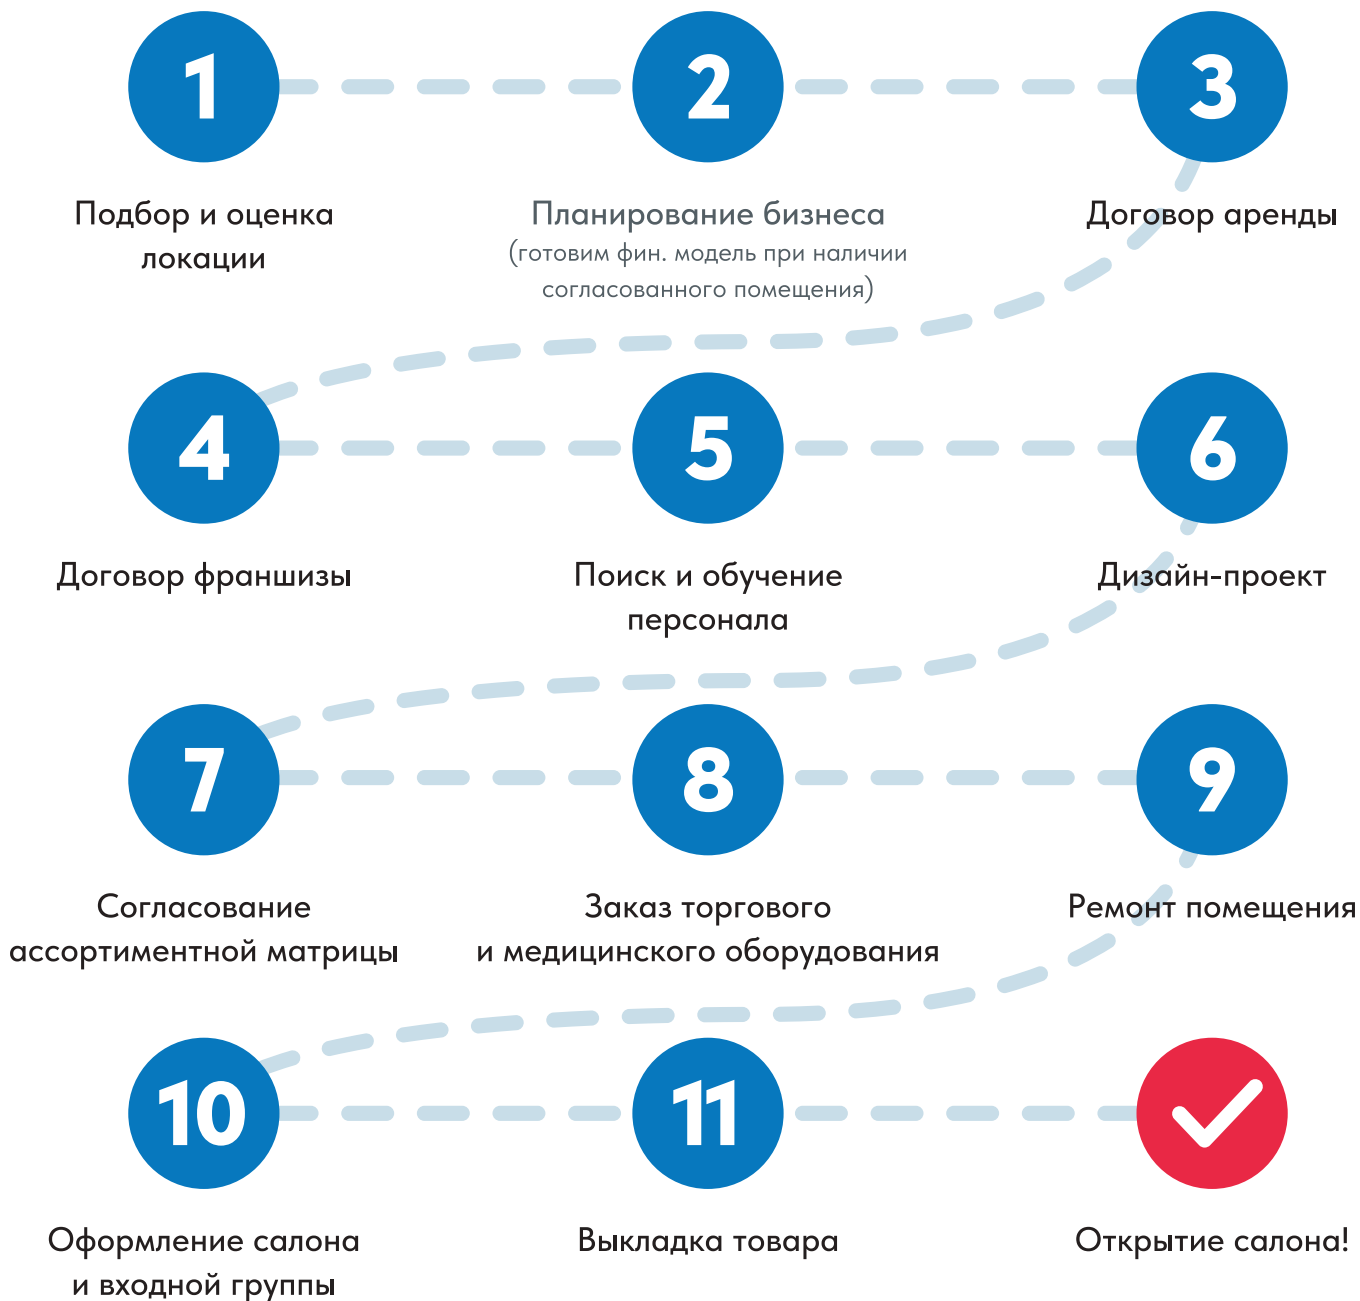 1
2
3
Подбор и оценка
локации
Планирование бизнеса
(готовим фин. модель при наличии
согласованного помещения)
Договор аренды
4
5
6
Договор франшизы
Поиск и обучение
персонала
Дизайн-проект
7
8
9
Согласование
ассортиментной матрицы
Заказ торгового
и медицинского оборудования
Ремонт помещения
10
11
Оформление салона
и входной группы
Выкладка товара
Открытие салона!